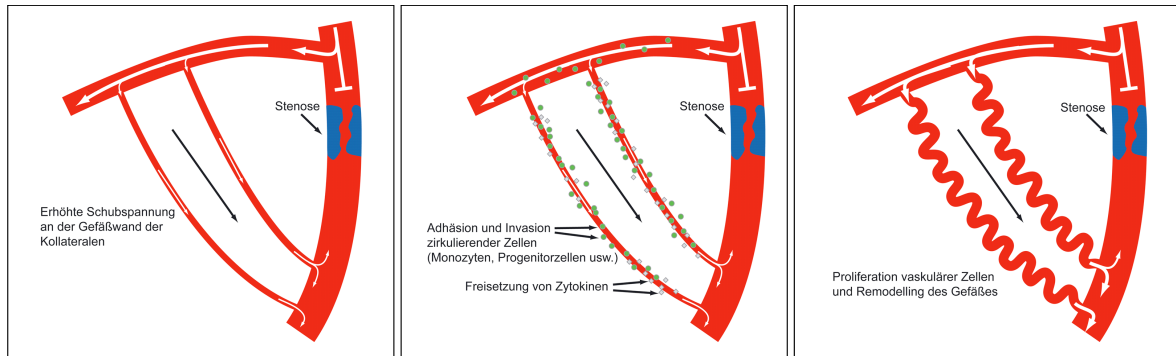 Stenose
Erhöhte Schubspannung
an der Gefäßwand der
Kollateralen
Stenose
Adhäsion und Invasion
zirkulierender Zellen
(Monozyten, Progenitorzellen usw.)
Freisetzung von Zytokinen
Stenose
Proliferation vaskulärer Zellen
und Remodelling des Gefäßes